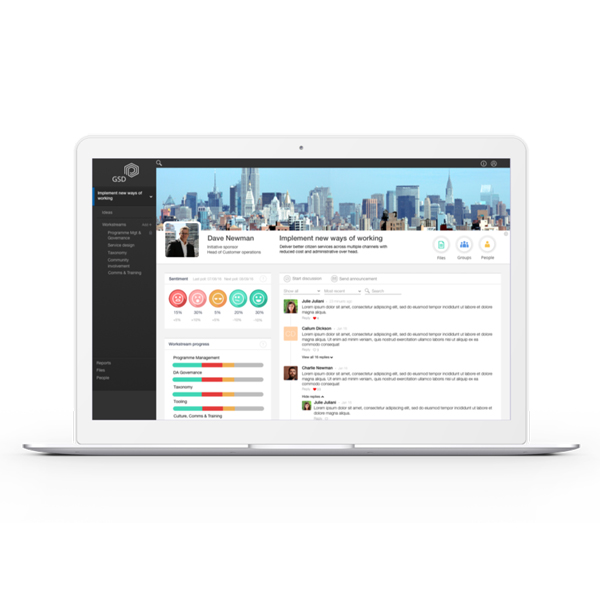 GSD
Implement new ways of
working
Workstreams
Programme Mgt &
Governance
Service design
Taxonomy
Community
involvement
Comms & Training
Reports
Files
People
Dave Newman
Initiative sponsor
Head of Customer operations
Implement new ways of working
Deliver better citizen services across multiple channels with
reduced cost and administrative over head.
Files
Groups
People
Sentiment
15%
30%
5%
20%
30%
Workstream progress
Programme Management
DA Governance
Taxonomy
Tooling
Culture, Comms & Training
Start discussion
Send announcement
Show all
Most recent
Search
Julie Juliani
Lorem ipsum dolor sit amet, consectetur adipiscing elit, sed do eiusmod tempor incididunt ut labore et dolore
magna aliqua.
Reply
Callum Dickson
Lorem ipsum dolor sit amet, consectetur adipiscing elit, sed do eiusmod tempor incididunt ut labore et dolore
magna aliqua. Ut enim ad minim veniam, quis nostrud exercitation ullamco laboris nisi ut aliquip ex ea
commodo consequat
Reply
View all 15 replies
Charlie Newman
Lorem ipsum dolor sit amet, consectetur adipiscing elit, sed do eiusmod tempor incididunt ut labore et dolore
magna aliqua. Ut enim ad minim veniam, quis nostrud exercitation ullamco laboris nisi ut aliquip ex ea
commodo consequat
Reply
Hide replies
Julie Juliani
Lorem ipsum dolor sit amet, consectetur adipiscing elit, sed do eiusmod tempor incididunt ut labore et
dolore magna aliqua.